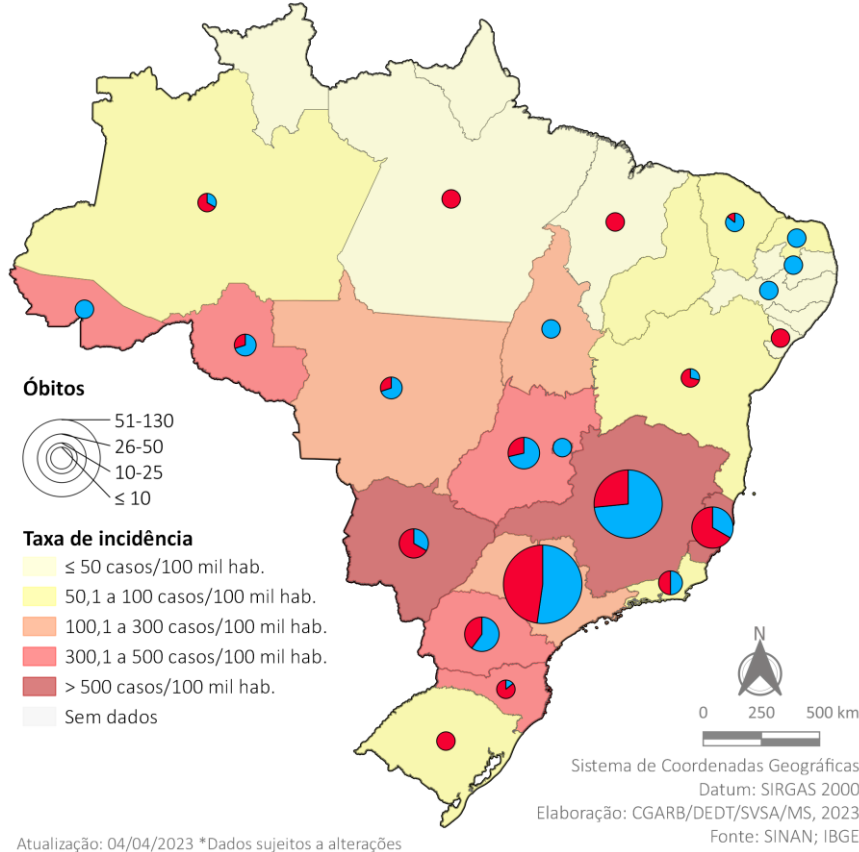 Óbitos
51-130
26-50
10-25
≤ 10
Taxa de incidência
≤ 50 casos/100 mil hab.
50,1 a 100 casos/100 mil hab.
100,1 a 300 casos/100 mil hab.
300,1 a 500 casos/100 mil hab.
> 500 casos/100 mil hab.
Sem dados
N
0 250 500 km
Sistema de Coordenadas Geográficas
Datum: SIRGAS 2000
Elaboração: CGARB/DEDT/SVSA/MS, 2023
Fonte: SINAN; IBGE
Atualização: 04/04/2023 *Dados sujeitos a alterações